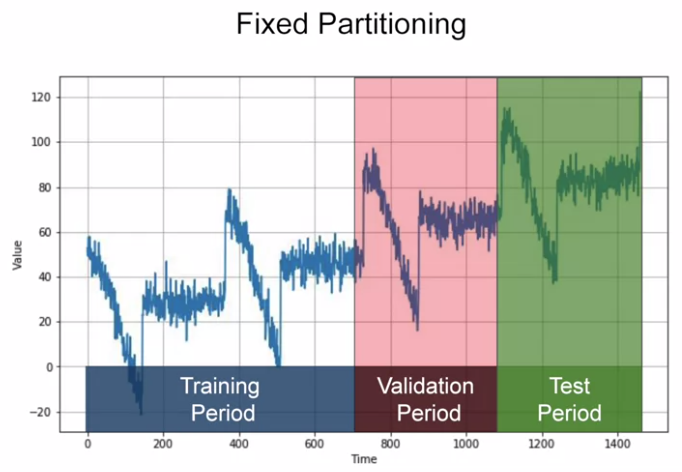 Fixed Partitioning
120
100
80
60
40
20
0
−20
Value
Training
Period
Validation
Period
Test
Period
0
200
400
600
800
1000
1200
1400
Time